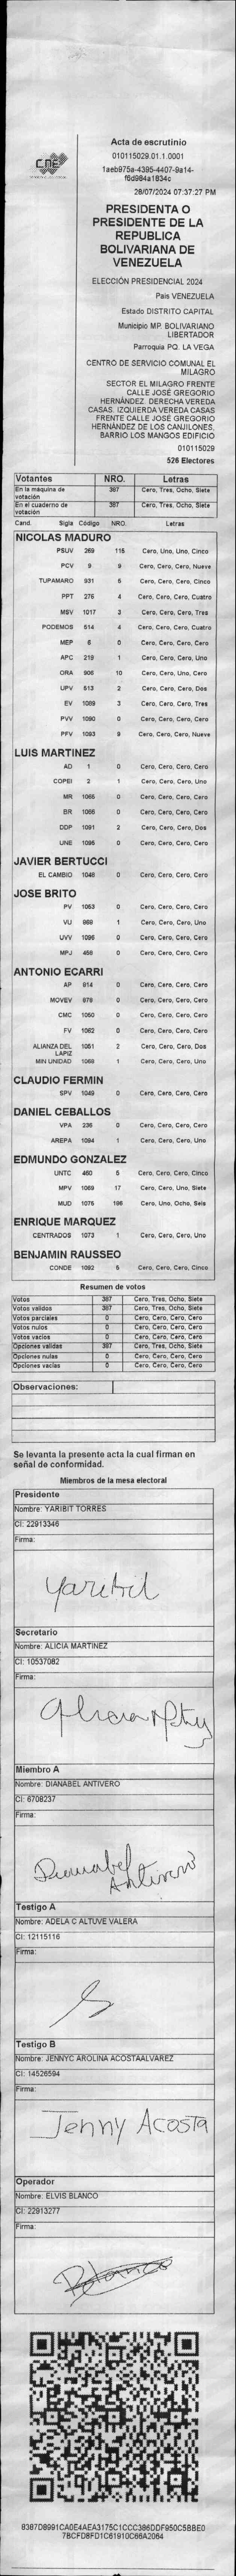 CNE
Acta de escrutinio
010115029.01.1.0001
1aeb975a-4395-4407-9a14-
f6d984a1834c
28/07/2024 07:37:27 PM
PRESIDENTA O
PRESIDENTE DE LA
REPUBLICA
BOLIVARIANA DE
VENEZUELA
ELECCIÓN PRESIDENCIAL 2024
País VENEZUELA
Estado DISTRITO CAPITAL
Municipio MP. BOLIVARIANO
LIBERTADOR
Parroquia PQ. LA VEGA
CENTRO DE SERVICIO COMUNAL EL
MILAGRO
SECTOR EL MILAGRO FRENTE
CALLE JOSÉ GREGORIO
HERNÁNDEZ. DERECHA VEREDA
CASAS. IZQUIERDA VEREDA CASAS
FRENTE CALLE JOSÉ GREGORIO
HERNÁNDEZ DE LOS CANJILONES.
BARRIO LOS MANGOS EDIFICIO
010115029
526 Electores
Votantes NRO. Letras
En la máquina de votación 387 Cero, Tres, Ocho, Siete
En el cuaderno de votación 387 Cero, Tres, Ocho, Siete
Cand. Sigla Código NRO. Letras
NICOLAS MADURO
PSUV 269 115 Cero, Uno, Uno, Cinco
PCV 9 9 Cero, Cero, Cero, Nueve
TUPAMARO 931 5 Cero, Cero, Cero, Cinco
PPT 276 4 Cero, Cero, Cero, Cuatro
MSV 1017 3 Cero, Cero, Cero, Tres
PODEMOS 514 4 Cero, Cero, Cero, Cuatro
MEP 6 0 Cero, Cero, Cero, Cero
APC 219 1 Cero, Cero, Cero, Uno
ORA 906 10 Cero, Cero, Uno, Cero
UPV 513 2 Cero, Cero, Cero, Dos
EV 1089 3 Cero, Cero, Cero, Tres
PVV 1090 0 Cero, Cero, Cero, Cero
PFV 1093 9 Cero, Cero, Cero, Nueve
LUIS MARTINEZ
AD 1 0 Cero, Cero, Cero, Cero
COPEI 2 1 Cero, Cero, Cero, Uno
MR 1065 0 Cero, Cero, Cero, Cero
BR 1066 0 Cero, Cero, Cero, Cero
DDP 1091 2 Cero, Cero, Cero, Dos
UNE 1095 0 Cero, Cero, Cero, Cero
JAVIER BERTUCCI
EL CAMBIO 1048 0 Cero, Cero, Cero, Cero
JOSE BRITO
PV 1053 0 Cero, Cero, Cero, Cero
VU 969 1 Cero, Cero, Cero, Uno
UVV 1096 0 Cero, Cero, Cero, Cero
MPJ 458 0 Cero, Cero, Cero, Cero
ANTONIO ECARRI
AP 914 0 Cero, Cero, Cero, Cero
MOVEV 979 0 Cero, Cero, Cero, Cero
CMC 1050 0 Cero, Cero, Cero, Cero
FV 1062 0 Cero, Cero, Cero, Cero
ALIANZA DEL LAPIZ 1051 2 Cero, Cero, Cero, Dos
MIN UNIDAD 1068 1 Cero, Cero, Cero, Uno
CLAUDIO FERMIN
SPV 1049 0 Cero, Cero, Cero, Cero
DANIEL CEBALLOS
VPA 236 0 Cero, Cero, Cero, Cero
AREPA 1094 1 Cero, Cero, Cero, Uno
EDMUNDO GONZALEZ
UNTC 460 5 Cero, Cero, Cero, Cinco
MPV 1069 17 Cero, Cero, Uno, Siete
MUD 1075 186 Cero, Uno, Ocho, Seis
ENRIQUE MARQUEZ
CENTRADOS 1073 1 Cero, Cero, Cero, Uno
BENJAMIN RAUSSEO
CONDE 1092 5 Cero, Cero, Cero, Cinco
Resumen de votos
Votos 387 Cero, Tres, Ocho, Siete
Votos validos 387 Cero, Tres, Ocho, Siete
Votos parciales 0 Cero, Cero, Cero, Cero
Votos nulos 0 Cero, Cero, Cero, Cero
Votos vacios 0 Cero, Cero, Cero, Cero
Opciones validas 387 Cero, Tres, Ocho, Siete
Opciones nulas 0 Cero, Cero, Cero, Cero
Opciones vacias 0 Cero, Cero, Cero, Cero
Observaciones:
Se levanta la presente acta la cual firman en
señal de conformidad.
Miembros de la mesa electoral
Presidente
Nombre: YARIBIT TORRES
CI: 22913346
Firma:
Yaribit
Secretario
Nombre: ALICIA MARTINEZ
CI: 10537082
Firma:
Miembro A
Nombre: DIANABEL ANTIVERO
CI: 6708237
Firma:
Dianabel
Antivero
Testigo A
Nombre: ADELA C ALTUVE VALERA
CI: 12115116
Firma:
Testigo B
Nombre: JENNYC AROLINA ACOSTAALVAREZ
CI: 14526594
Firma:
Jenny Acosta
Operador
Nombre: ELVIS BLANCO
CI: 22913277
Firma:
Blanco
8387D8991CA0E4AEA3175C1CCC386DDF950C5BBE0
7BCFD8FD1C61910C66A2064